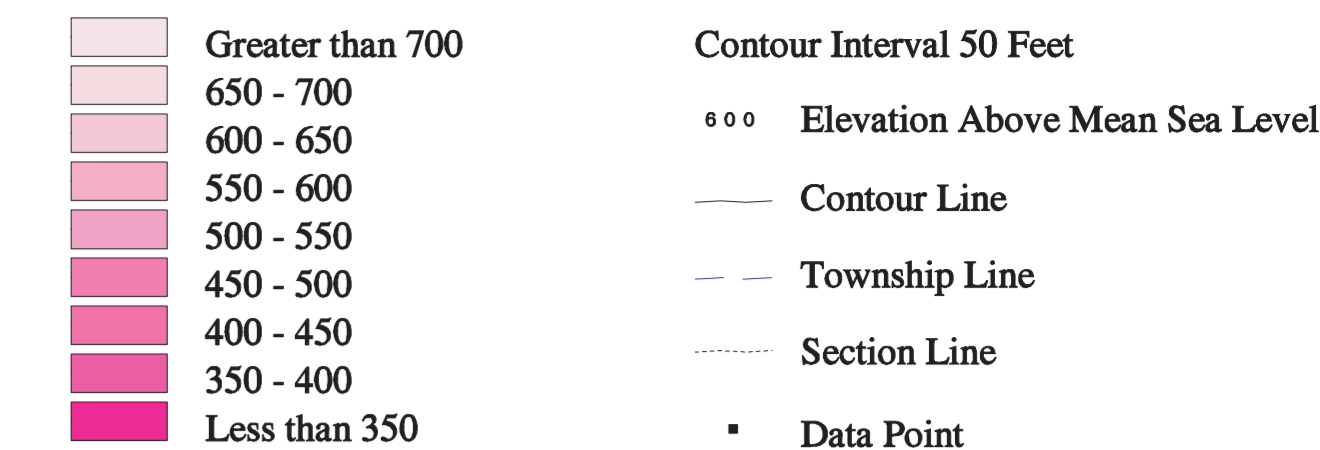 Greater than 700
650 - 700
600 - 650
550 - 600
500 - 550
450 - 500
400 - 450
350 - 400
Less than 350
Contour Interval 50 Feet
600 Elevation Above Mean Sea Level
Contour Line
Township Line
Section Line
Data Point